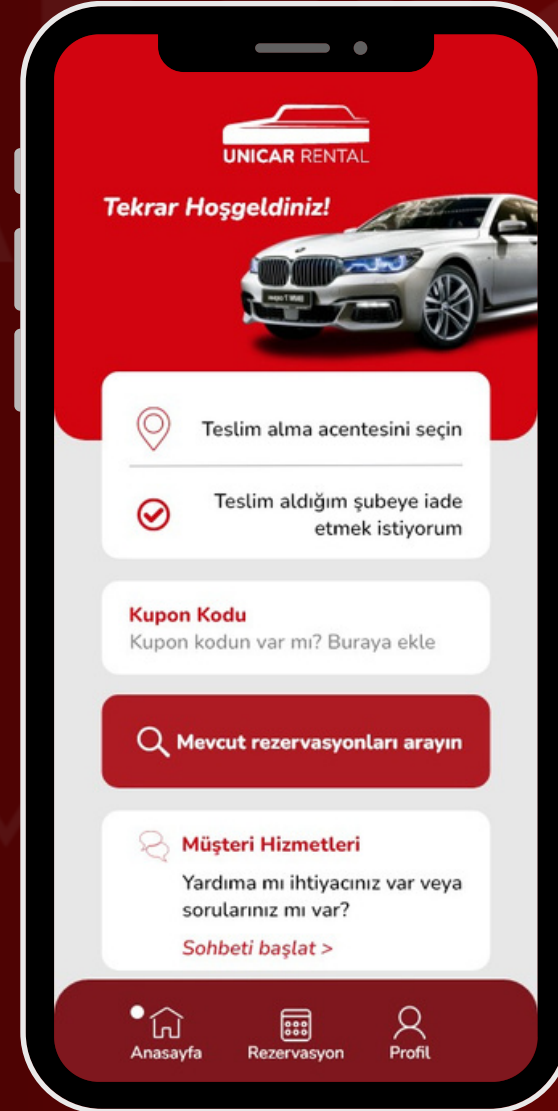 UNICAR RENTAL
Tekrar Hoşgeldiniz!
Teslim alma acentesini seçin
Teslim aldığım şubeye iade
etmek istiyorum
Kupon Kodu
Kupon kodun var mı? Buraya ekle
Mevcut rezervasyonları arayın
Müşteri Hizmetleri
Yardıma mı ihtiyacınız var veya
sorularınız mı var?
Sohbeti başlat >
Anasayfa
Rezervasyon
Profil